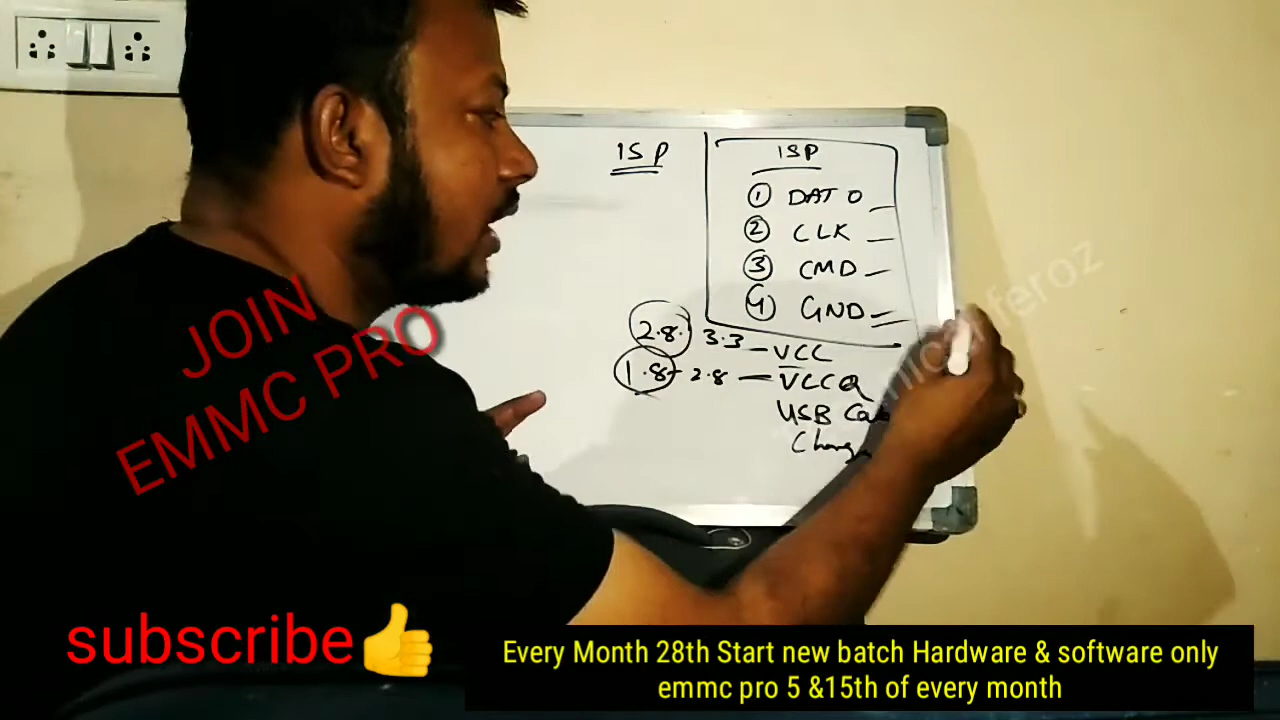 ISP
ISP
① DAT 0
② CLK
③ CMD
④ GND
2.8. 3.3 — VCC
1.8 - 2.8 — VCCQ
USB
JOIN
EMMC PRO
subscribe👍
Every Month 28th Start new batch Hardware & software only
emmc pro 5 &15th of every month